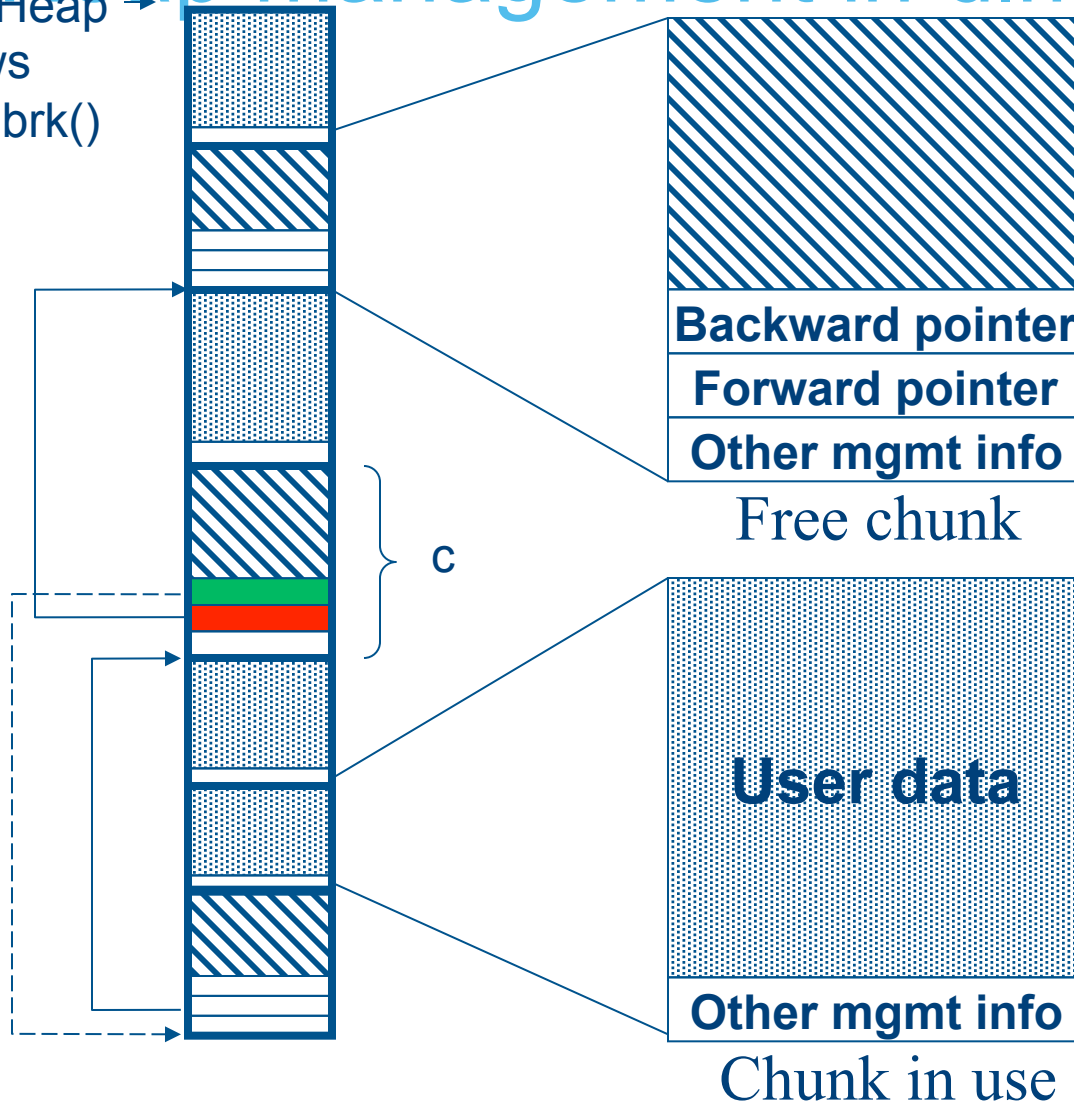 Heap
brk()
Backward pointer
Forward pointer
Other mgmt info
Free chunk
c
User data
Other mgmt info
Chunk in use